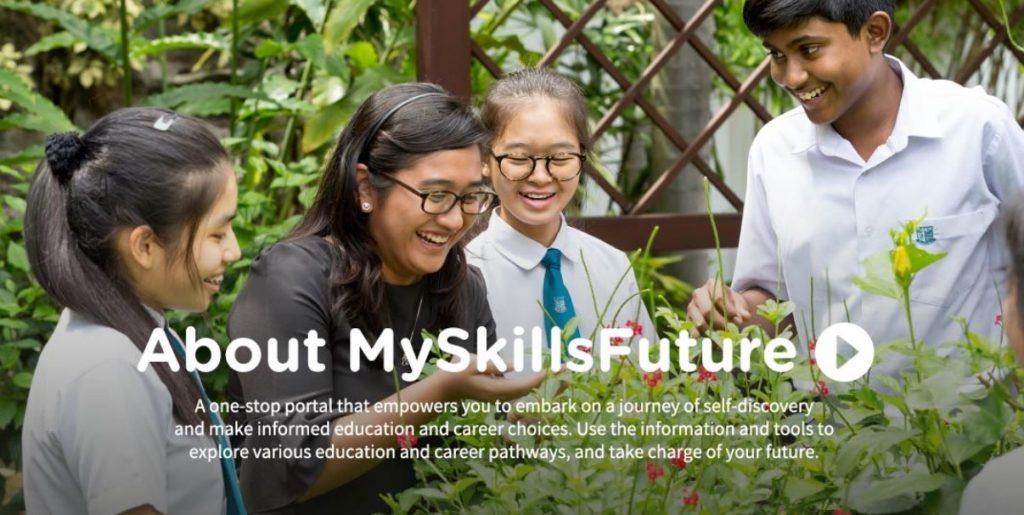 About MySkillsFuture
A one-stop portal that empowers you to embark on a journey of self-discovery
and make informed education and career choices. Use the information and tools to
explore various education and career pathways, and take charge of your future.